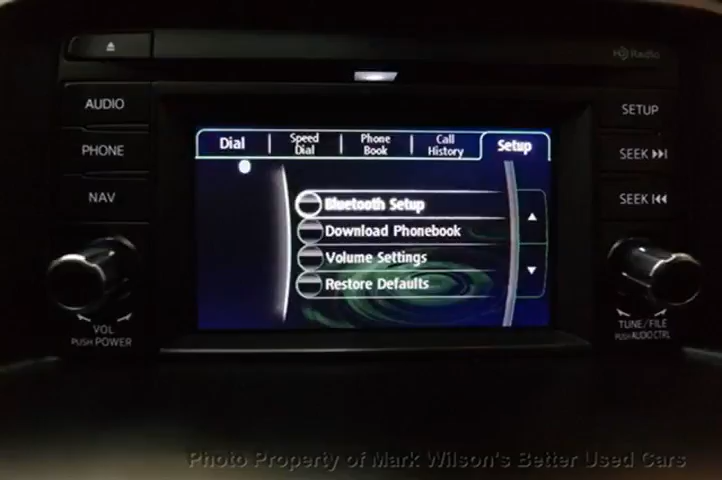 HD Radio
AUDIO
PHONE
NAV
VOL
PUSH POWER
Dial
Speed Dial
Phone Book
Call History
Setup
Bluetooth Setup
Download Phonebook
Volume Settings
Restore Defaults
SETUP
SEEK
SEEK
TUNE/FILE
PUSH AUDIO CTRL
Photo Property of Mark Wilson's Better Used Cars